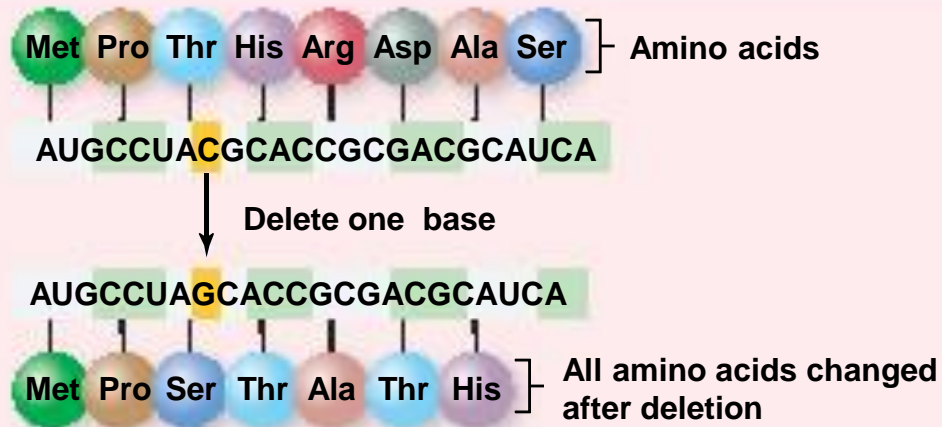 Met Pro Thr His Arg Asp Ala Ser
Amino acids
AUGCCUACGCACCGCGACGCAUCA
Delete one base
AUGCCUAGCACCGCGACGCAUCA
Met Pro Ser Thr Ala Thr His
All amino acids changed
after deletion